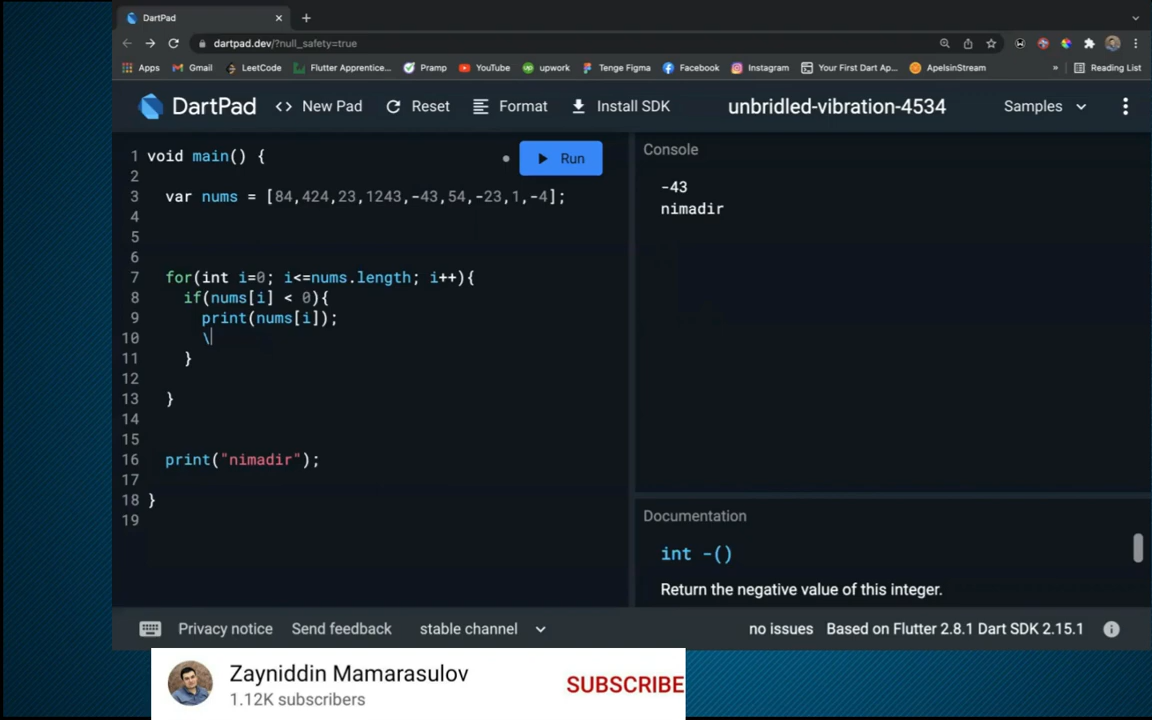 DartPad
dartpad.dev/?null_safety=true
Apps Gmail LeetCode Flutter Apprentice... Pramp YouTube upwork Tenge Figma Facebook Instagram Your First Dart Ap... ApelsinStream » Reading List
DartPad <> New Pad Reset Format Install SDK unbridled-vibration-4534 Samples
Run
Console
1 void main() {
2
3 var nums = [84,424,23,1243,-43,54,-23,1,-4];
4
5
6
7 for(int i=0; i<=nums.length; i++){
8 if(nums[i] < 0){
9 print(nums[i]);
10 \
11 }
12
13 }
14
15
16 print("nimadir");
17
18 }
19
-43
nimadir
Documentation
int -()
Return the negative value of this integer.
Privacy notice Send feedback stable channel no issues Based on Flutter 2.8.1 Dart SDK 2.15.1
Zayniddin Mamarasulov
1.12K subscribers
SUBSCRIBE